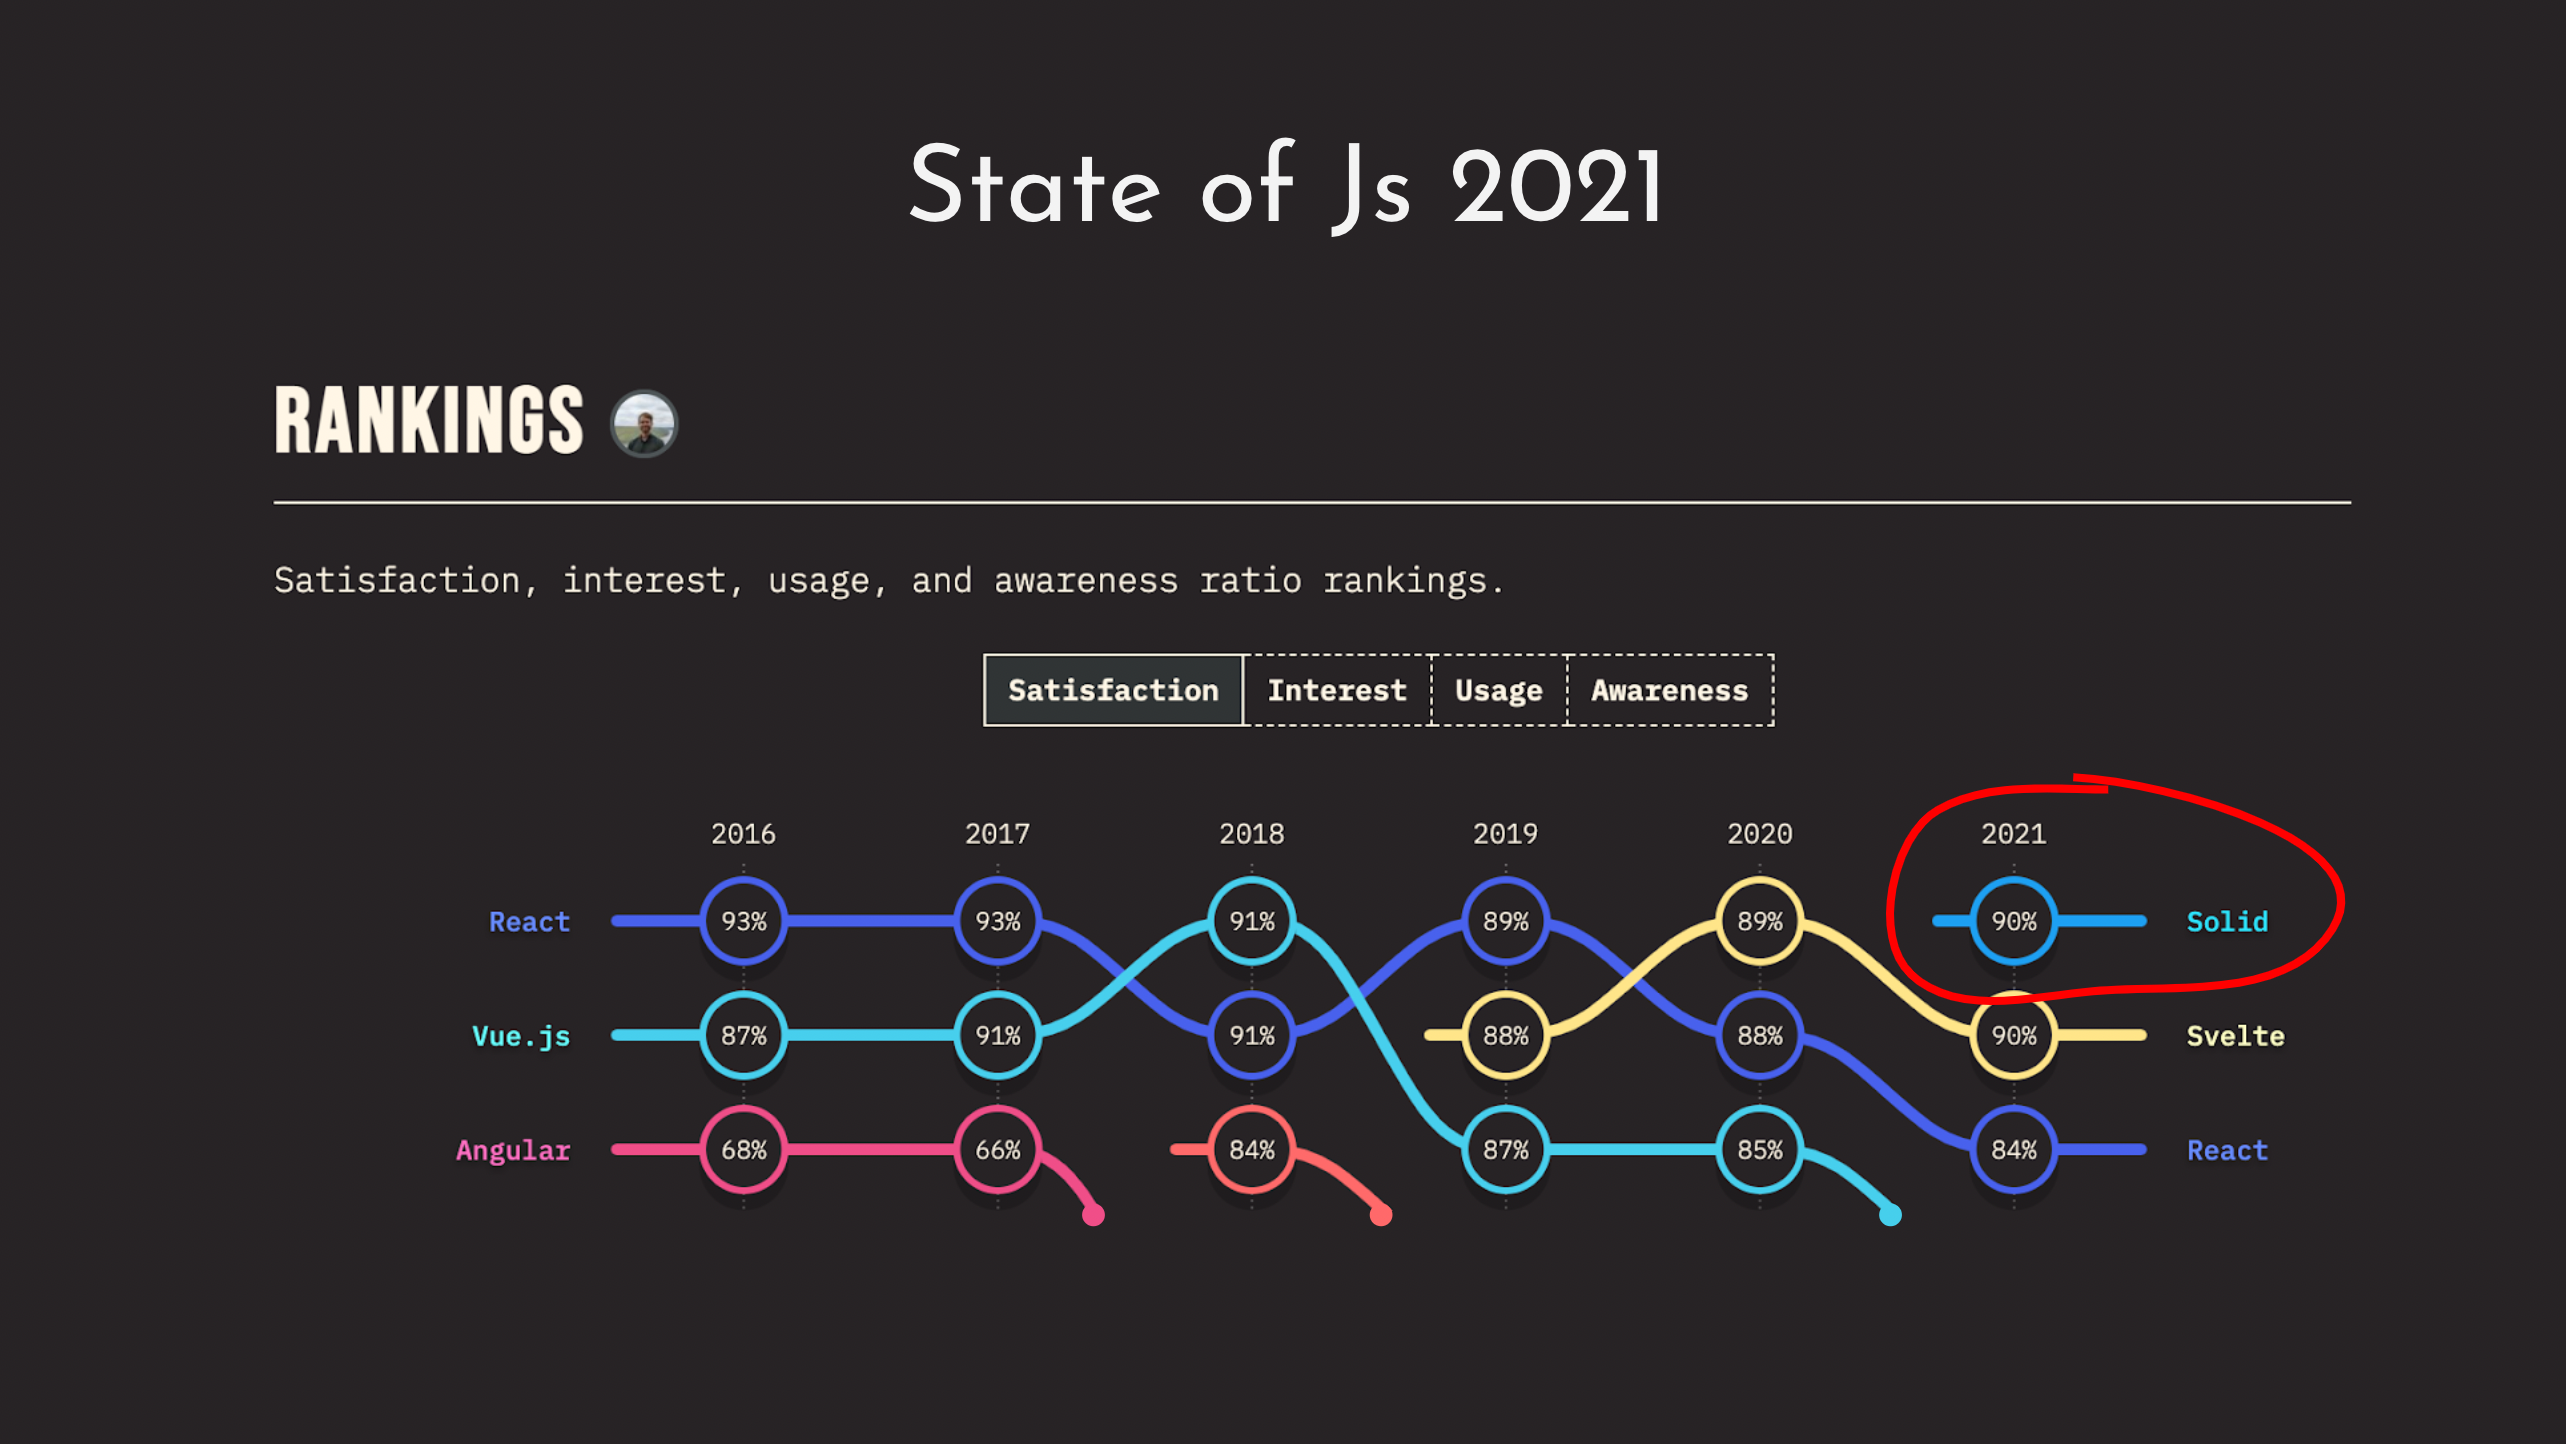 State of Js 2021
RANKINGS
Satisfaction, interest, usage, and awareness ratio rankings.
Satisfaction Interest Usage Awareness
2016 2017 2018 2019 2020 2021
React 93% 93% 91% 89% 89% 90% Solid
Vue.js 87% 91% 91% 88% 88% 90% Svelte
Angular 68% 66% 84% 87% 85% 84% React